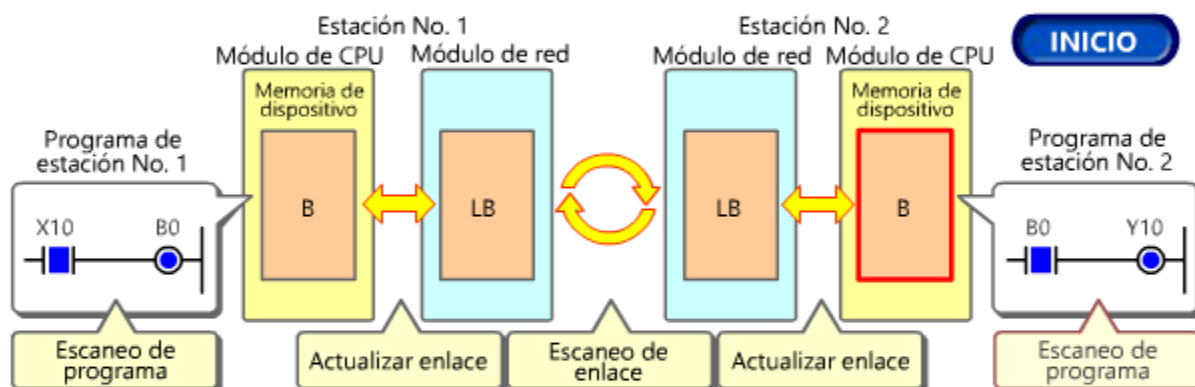 Estación No. 1
Estación No. 2
INICIO
Módulo de CPU
Módulo de red
Módulo de red
Módulo de CPU
Memoria de
dispositivo
Memoria de
dispositivo
Programa de
estación No. 1
Programa de
estación No. 2
X10
B0
B
LB
LB
B
B0
Y10
Escaneo de
programa
Actualizar enlace
Escaneo de
enlace
Actualizar enlace
Escaneo de
programa